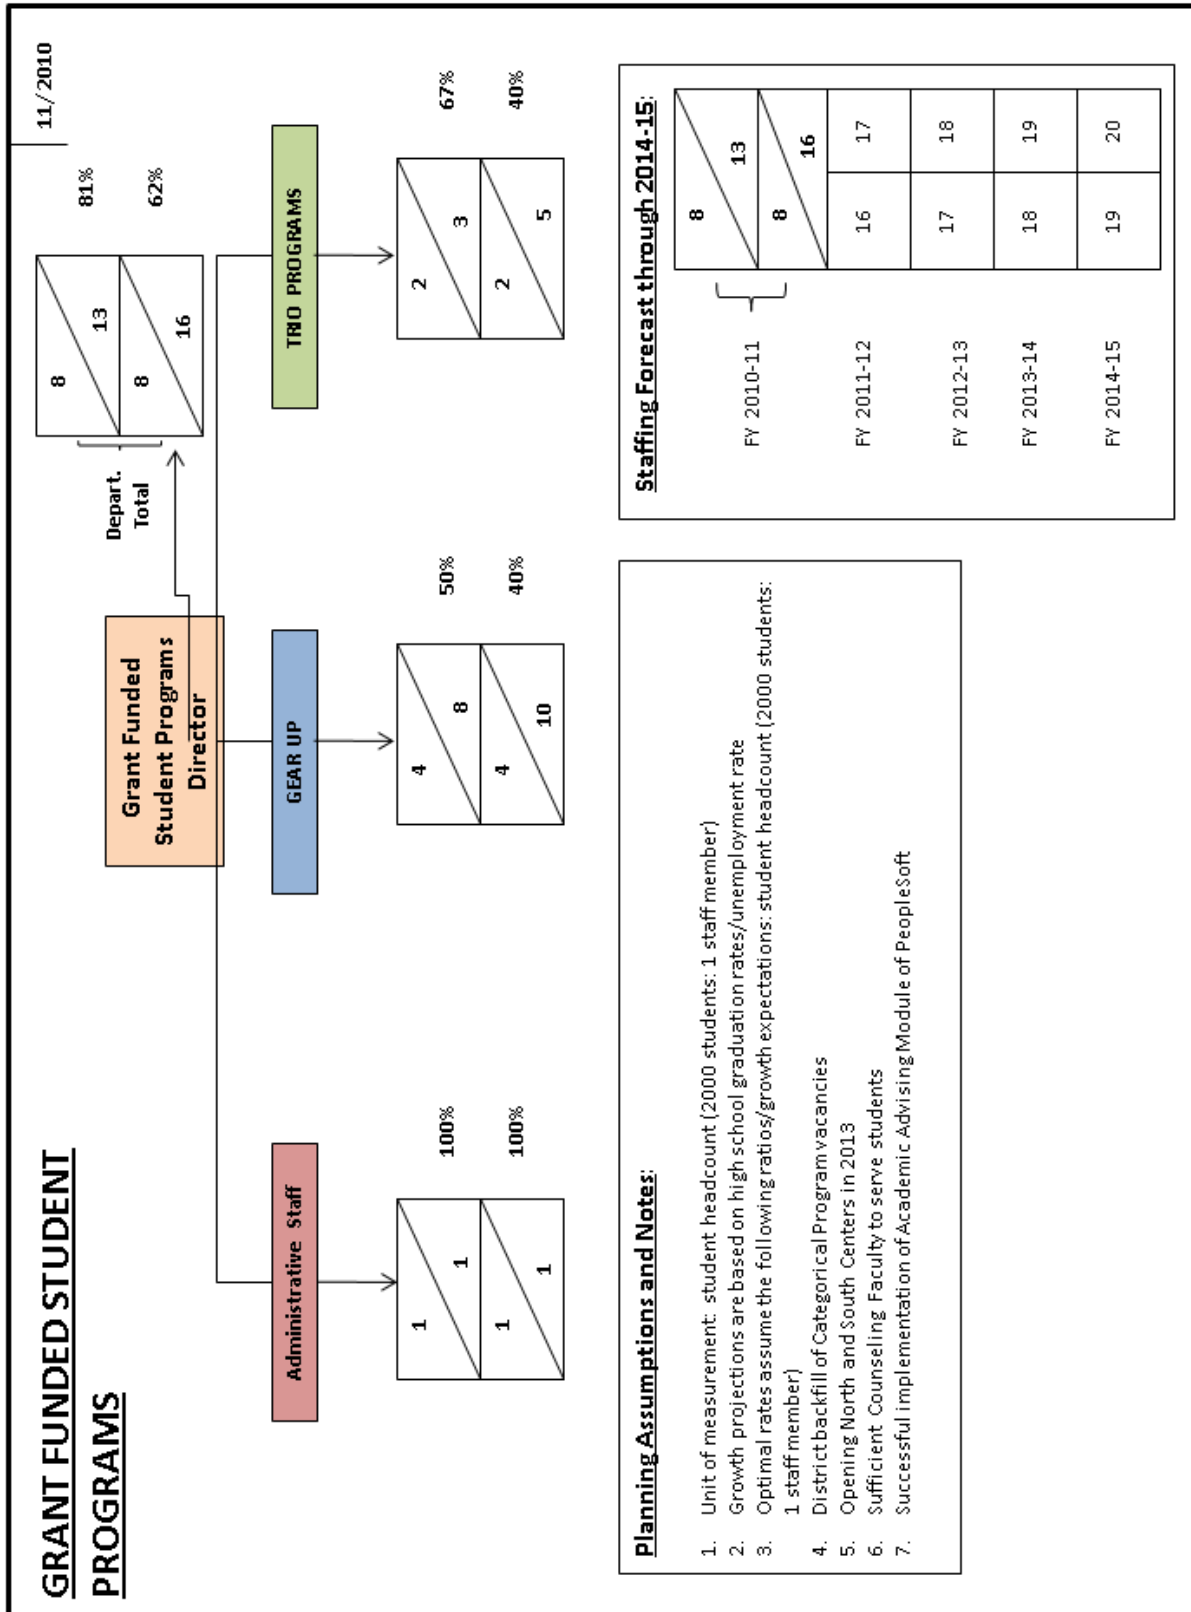 GRANT FUNDED STUDENT
PROGRAMS
11/2010
Grant Funded
Student Programs
Director
Depart.
Total
8
13
81%
8
16
62%
Administrative Staff
GEAR UP
TRIO PROGRAMS
1
1
100%
1
1
100%
4
8
50%
4
10
40%
2
3
67%
2
5
40%
Planning Assumptions and Notes:
1. Unit of measurement: student headcount (2000 students: 1 staff member)
2. Growth projections are based on high school graduation rates/unemployment rate
3. Optimal rates assume the following ratios/growth expectations: student headcount (2000 students:
1 staff member)
4. District backfill of Categorical Program vacancies
5. Opening North and South Centers in 2013
6. Sufficient Counseling Faculty to serve students
7. Successful implementation of Academic Advising Module of PeopleSoft
Staffing Forecast through 2014-15:
FY 2010-11
8
13
8
16
FY 2011-12 16 17
FY 2012-13 17 18
FY 2013-14 18 19
FY 2014-15 19 20